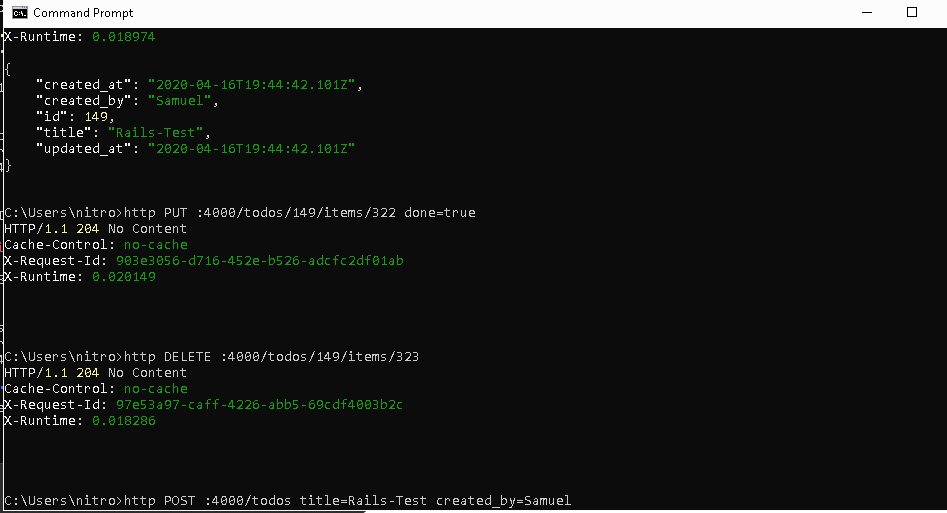 Command Prompt
X-Runtime: 0.018974
{
    "created_at": "2020-04-16T19:44:42.101Z",
    "created_by": "Samuel",
    "id": 149,
    "title": "Rails-Test",
    "updated_at": "2020-04-16T19:44:42.101Z"
}
C:\Users\nitro>http PUT :4000/todos/149/items/322 done=true
HTTP/1.1 204 No Content
Cache-Control: no-cache
X-Request-Id: 903e3056-d716-452e-b526-adcfc2df01ab
X-Runtime: 0.020149
C:\Users\nitro>http DELETE :4000/todos/149/items/323
HTTP/1.1 204 No Content
Cache-Control: no-cache
X-Request-Id: 97e53a97-caff-4226-abb5-69cdf4003b2c
X-Runtime: 0.018286
C:\Users\nitro>http POST :4000/todos title=Rails-Test created_by=Samuel